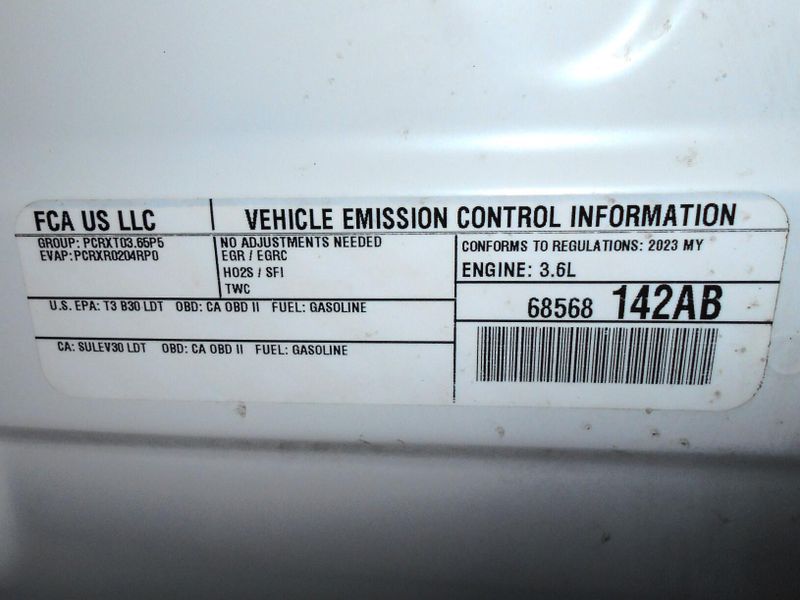 FCA US LLC VEHICLE EMISSION CONTROL INFORMATION
GROUP: PCRXT03.65P5
EVAP: PCRXR0204RP0
NO ADJUSTMENTS NEEDED
EGR / EGRC
HO2S / SFI
TWC
CONFORMS TO REGULATIONS: 2023 MY
ENGINE: 3.6L
U.S. EPA: T3 B30 LDT OBD: CA OBD II FUEL: GASOLINE
68568 142AB
CA: SULEV30 LDT OBD: CA OBD II FUEL: GASOLINE